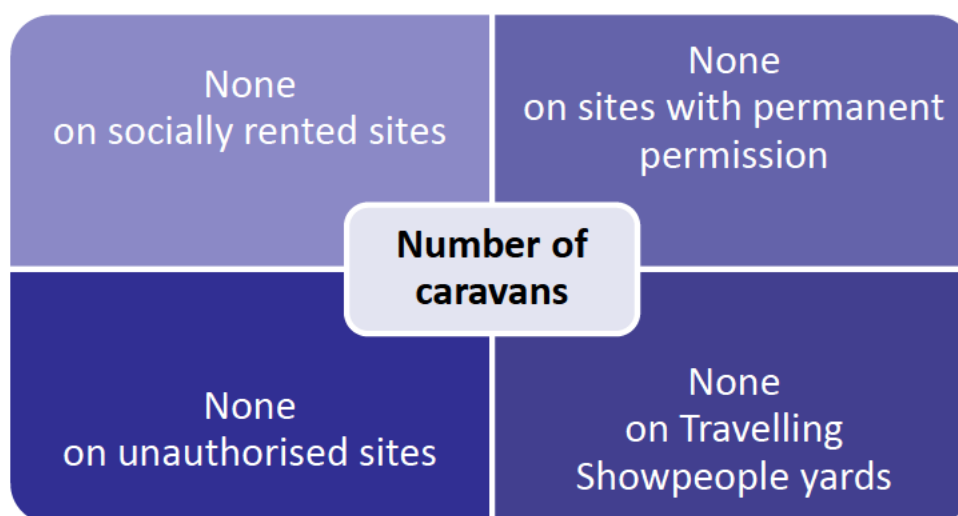 None
on socially rented sites
None
on sites with permanent
permission
Number of
caravans
None
on unauthorised sites
None
on Travelling
Showpeople yards